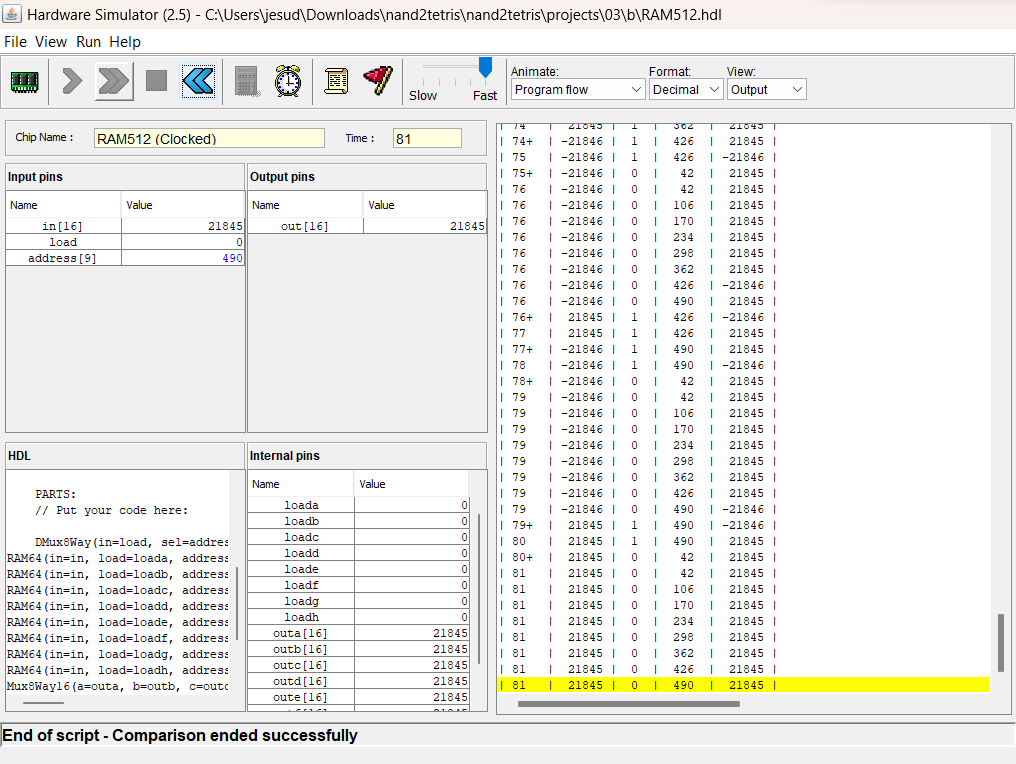 Hardware Simulator (2.5) - C:\Users\jesud\Downloads\nand2tetris\nand2tetris\projects\03\b\RAM512.hdl
File View Run Help
Slow Fast
Animate: Format: View:
Program flow Decimal Output
Chip Name : RAM512 (Clocked) Time : 81
Input pins
Name Value
in[16] 21845
load 0
address[9] 490
Output pins
Name Value
out[16] 21845
HDL
PARTS:
// Put your code here:
DMux8Way(in=load, sel=addres
RAM64(in=in, load=loada, address
RAM64(in=in, load=loadb, address
RAM64(in=in, load=loadc, address
RAM64(in=in, load=loadd, address
RAM64(in=in, load=loade, address
RAM64(in=in, load=loadf, address
RAM64(in=in, load=loadg, address
RAM64(in=in, load=loadh, address
Mux8Way16(a=outa, b=outb, c=outc
Internal pins
Name Value
loada 0
loadb 0
loadc 0
loadd 0
loade 0
loadf 0
loadg 0
loadh 0
outa[16] 21845
outb[16] 21845
outc[16] 21845
outd[16] 21845
oute[16] 21845
| 74 | 21845 | 1 | 362 | 21845 |
| 74+ | -21846 | 1 | 426 | 21845 |
| 75 | -21846 | 1 | 426 | -21846 |
| 75+ | -21846 | 0 | 42 | 21845 |
| 76 | -21846 | 0 | 42 | 21845 |
| 76 | -21846 | 0 | 106 | 21845 |
| 76 | -21846 | 0 | 170 | 21845 |
| 76 | -21846 | 0 | 234 | 21845 |
| 76 | -21846 | 0 | 298 | 21845 |
| 76 | -21846 | 0 | 362 | 21845 |
| 76 | -21846 | 0 | 426 | -21846 |
| 76 | -21846 | 0 | 490 | 21845 |
| 76+ | 21845 | 1 | 426 | -21846 |
| 77 | 21845 | 1 | 426 | 21845 |
| 77+ | -21846 | 1 | 490 | 21845 |
| 78 | -21846 | 1 | 490 | -21846 |
| 78+ | -21846 | 0 | 42 | 21845 |
| 79 | -21846 | 0 | 42 | 21845 |
| 79 | -21846 | 0 | 106 | 21845 |
| 79 | -21846 | 0 | 170 | 21845 |
| 79 | -21846 | 0 | 234 | 21845 |
| 79 | -21846 | 0 | 298 | 21845 |
| 79 | -21846 | 0 | 362 | 21845 |
| 79 | -21846 | 0 | 426 | 21845 |
| 79 | -21846 | 0 | 490 | -21846 |
| 79+ | 21845 | 1 | 490 | -21846 |
| 80 | 21845 | 1 | 490 | 21845 |
| 80+ | 21845 | 0 | 42 | 21845 |
| 81 | 21845 | 0 | 42 | 21845 |
| 81 | 21845 | 0 | 106 | 21845 |
| 81 | 21845 | 0 | 170 | 21845 |
| 81 | 21845 | 0 | 234 | 21845 |
| 81 | 21845 | 0 | 298 | 21845 |
| 81 | 21845 | 0 | 362 | 21845 |
| 81 | 21845 | 0 | 426 | 21845 |
| 81 | 21845 | 0 | 490 | 21845 |
End of script - Comparison ended successfully